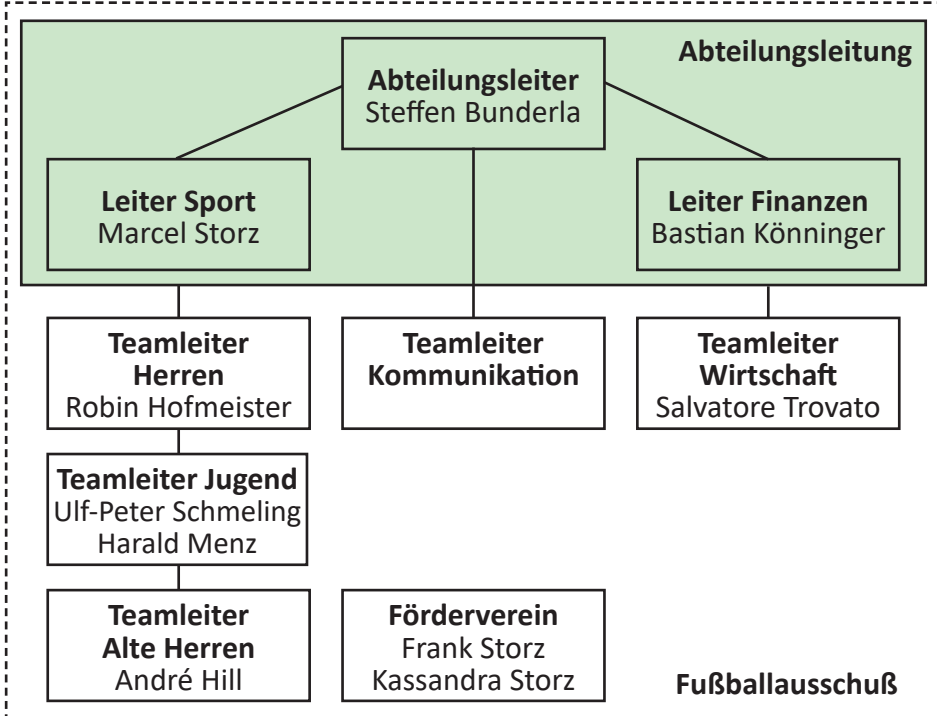 Abteilungsleitung
Abteilungsleiter
Steffen Bunderla
Leiter Sport
Marcel Storz
Leiter Finanzen
Bastian Könninger
Teamleiter
Herren
Robin Hofmeister
Teamleiter
Kommunikation
Teamleiter
Wirtschaft
Salvatore Trovato
Teamleiter Jugend
Ulf-Peter Schmeling
Harald Menz
Teamleiter
Alte Herren
André Hill
Förderverein
Frank Storz
Kassandra Storz
Fußballausschuß